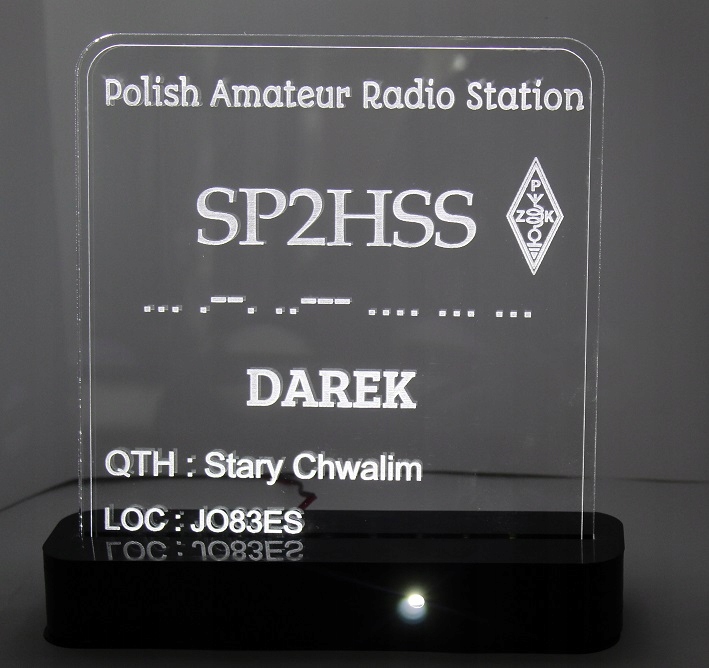 Polish Amateur Radio Station
SP2HSS
P
Z K
... .--. ..--- .... ... ...
DAREK
QTH : Stary Chwalim
LOC : JO83ES